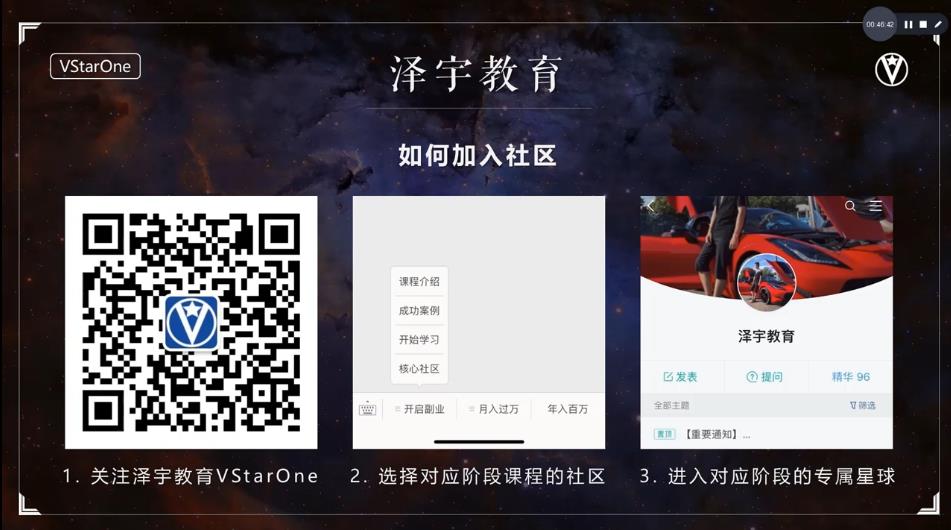 00:46:42
VStarOne
泽宇教育
如何加入社区
课程介绍
成功案例
开始学习
核心社区
开启副业
月入过万
年入百万
泽宇教育
发表
提问
精华 96
全部主题
筛选
置顶 【重要通知】...
1. 关注泽宇教育VStarOne
2. 选择对应阶段课程的社区
3. 进入对应阶段的专属星球